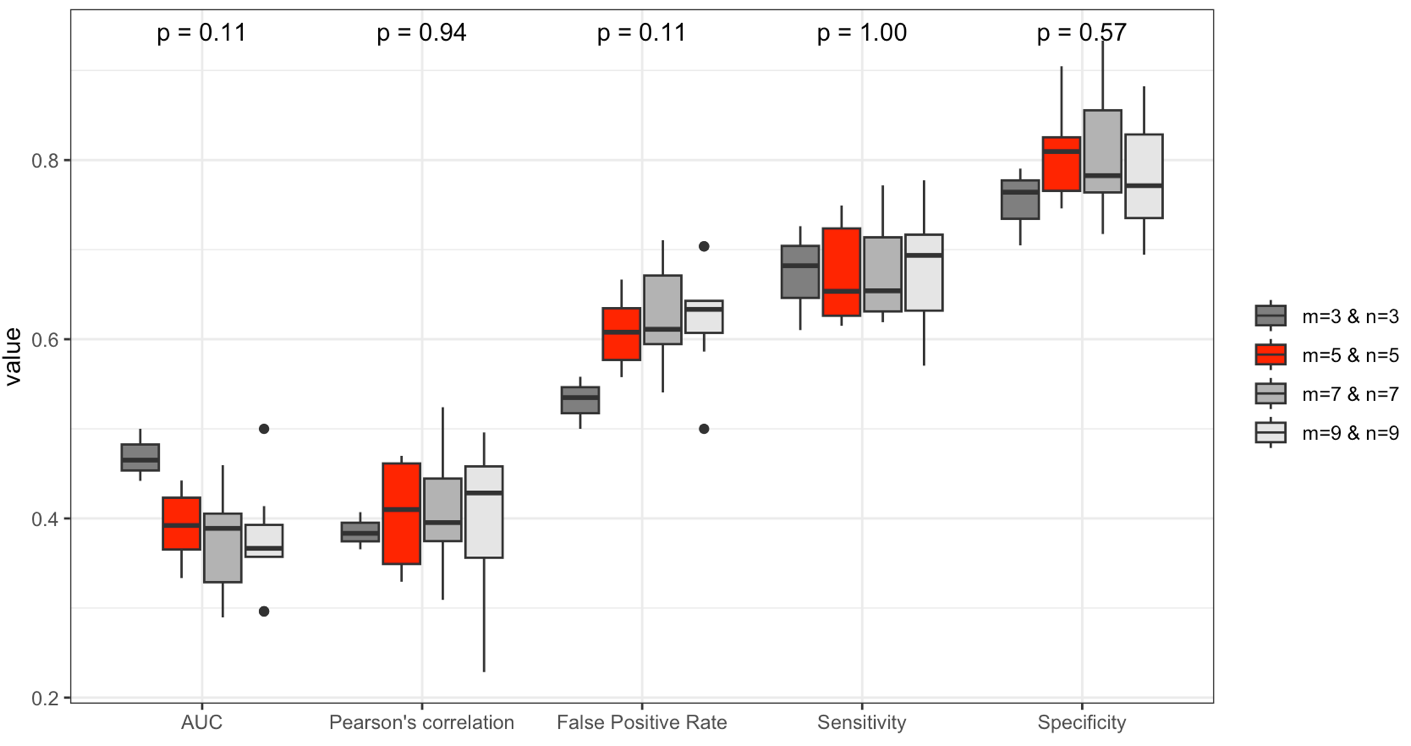 p = 0.11 p = 0.94 p = 0.11 p = 1.00 p = 0.57
value
0.8
0.6
0.4
0.2
AUC Pearson's correlation False Positive Rate Sensitivity Specificity
m=3 & n=3
m=5 & n=5
m=7 & n=7
m=9 & n=9